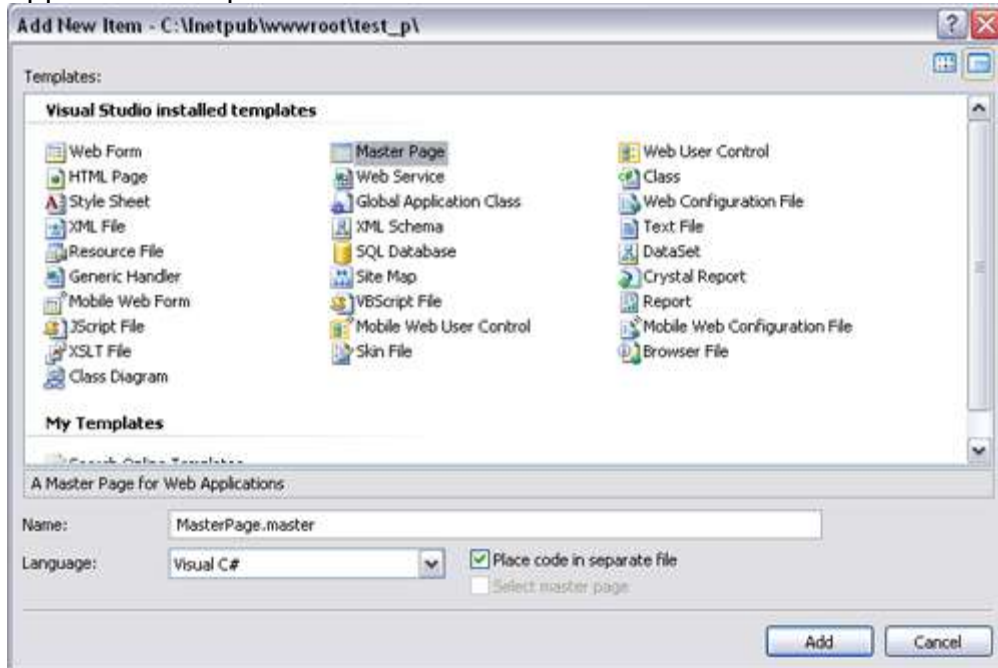 Add New Item - C:\Inetpub\wwwroot\test_p\
Templates:
Visual Studio installed templates
Web Form Master Page Web User Control
HTML Page Web Service Class
Style Sheet Global Application Class Web Configuration File
XML File XML Schema Text File
Resource File SQL Database DataSet
Generic Handler Site Map Crystal Report
Mobile Web Form VBScript File Report
JScript File Mobile Web User Control Mobile Web Configuration File
XSLT File Skin File Browser File
Class Diagram
My Templates
Search Online Templates
A Master Page for Web Applications
Name: MasterPage.master
Language: Visual C# Place code in separate file
Select master page
Add Cancel